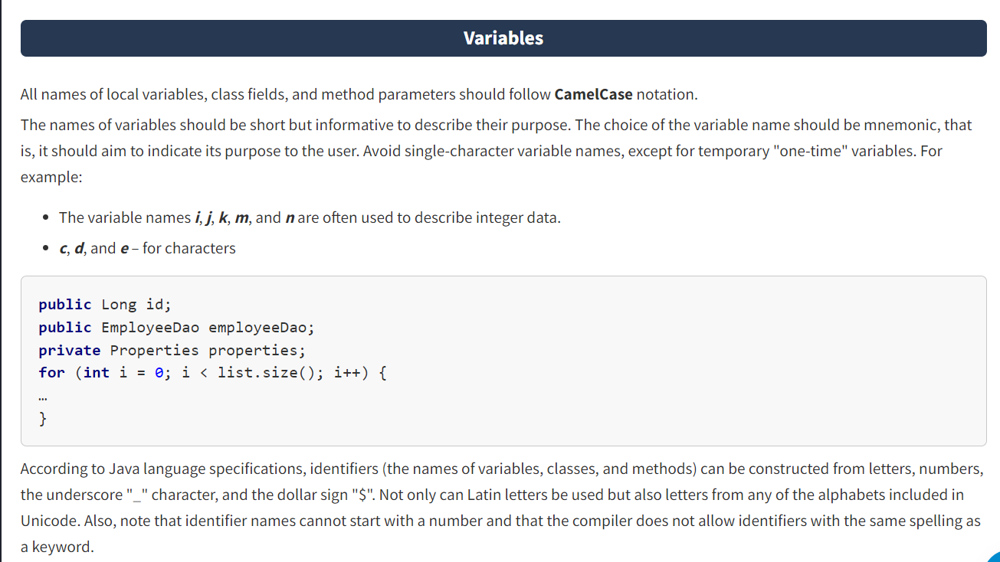 Variables
All names of local variables, class fields, and method parameters should follow CamelCase notation.
The names of variables should be short but informative to describe their purpose. The choice of the variable name should be mnemonic, that
is, it should aim to indicate its purpose to the user. Avoid single-character variable names, except for temporary "one-time" variables. For
example:
• The variable names i, j, k, m, and n are often used to describe integer data.
• c, d, and e – for characters
public Long id;
public EmployeeDao employeeDao;
private Properties properties;
for (int i = 0; i < list.size(); i++) {
…
}
According to Java language specifications, identifiers (the names of variables, classes, and methods) can be constructed from letters, numbers,
the underscore "_" character, and the dollar sign "$". Not only can Latin letters be used but also letters from any of the alphabets included in
Unicode. Also, note that identifier names cannot start with a number and that the compiler does not allow identifiers with the same spelling as
a keyword.